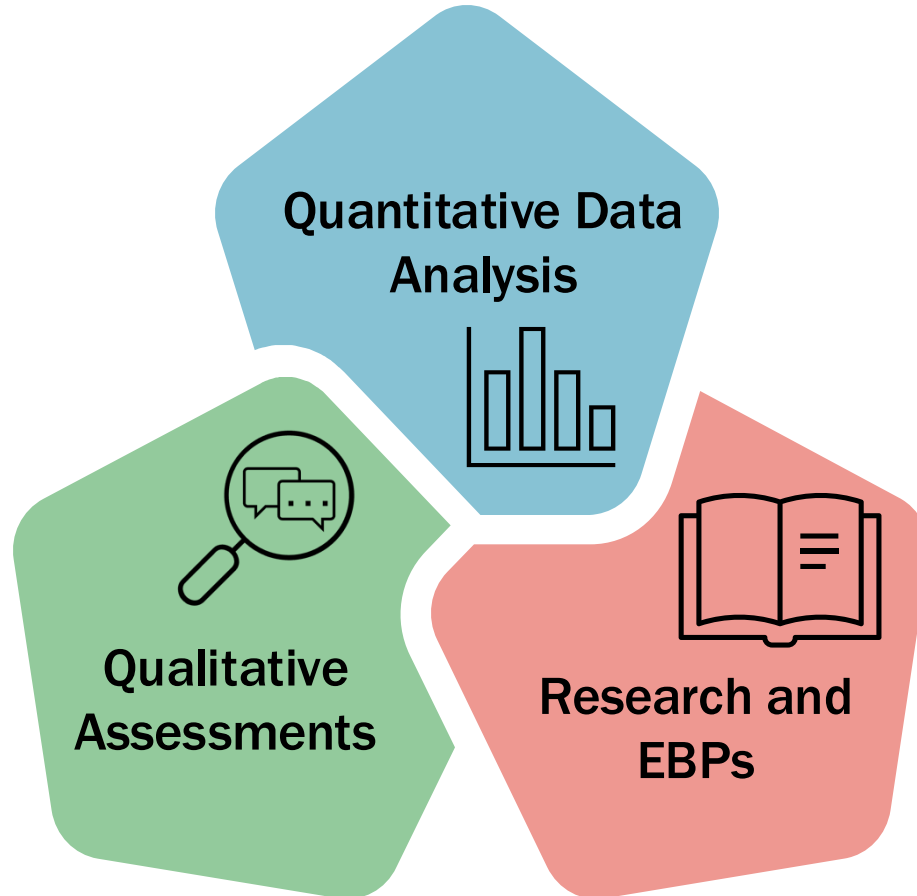 Quantitative Data
Analysis
Qualitative
Assessments
Research and
EBPs